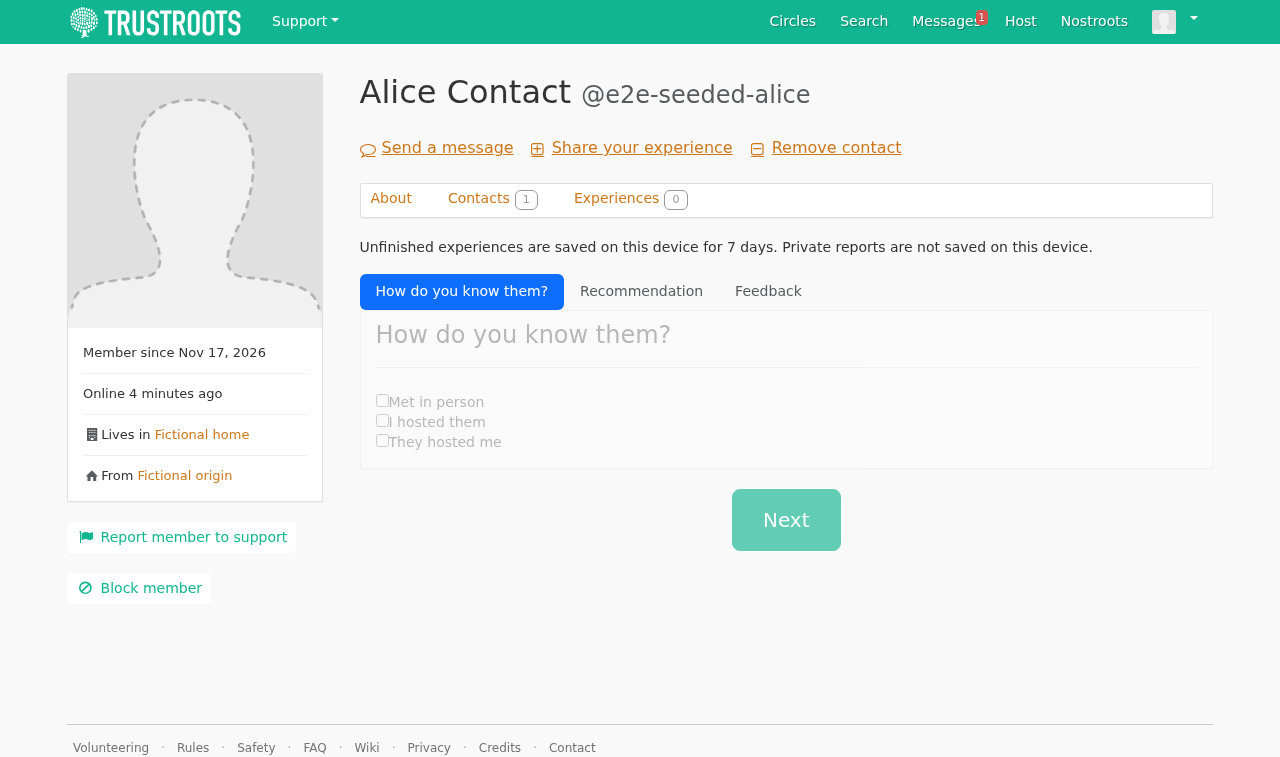 TRUSTROOTS Support Circles Search Messages 1 Host Nostroots
Alice Contact @e2e-seeded-alice
Send a message Share your experience Remove contact
About Contacts 1 Experiences 0
Unfinished experiences are saved on this device for 7 days. Private reports are not saved on this device.
How do you know them? Recommendation Feedback
How do you know them?
Met in person
I hosted them
They hosted me
Next
Member since Nov 17, 2026
Online 4 minutes ago
Lives in Fictional home
From Fictional origin
Report member to support
Block member
Volunteering · Rules · Safety · FAQ · Wiki · Privacy · Credits · Contact